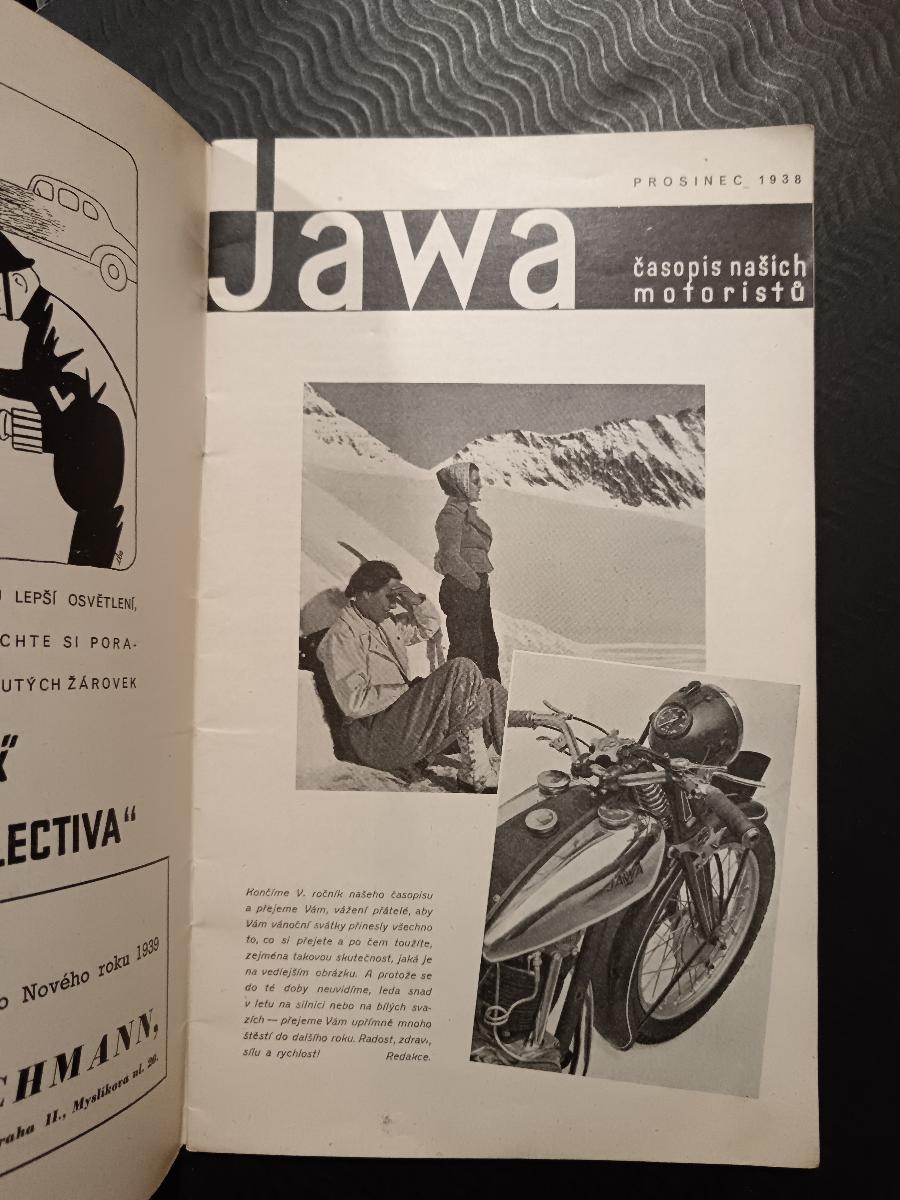 LEPŠÍ OSVĚTLENÍ,
CHTE SI PORA-
UTÝCH ŽÁROVEK
LECTIVA“
Nového roku 1939
CHMANN,
raha II., Myslíkova ul. 20.
PROSINEC 1938
Jawa
časopis našich
motoristů
JAWA
Končíme V. ročník našeho časopisu
a přejeme Vám, vážení přátelé, aby
Vám vánoční svátky přinesly všechno
to, co si přejete a po čem toužíte,
zejména takovou skutečnost, jaká je
na vedlejším obrázku. A protože se
do té doby neuvidíme, leda snad
v letu na silnici nebo na bílých sva-
zích — přejeme Vám upřímně mnoho
štěstí do dalšího roku. Radost, zdraví,
sílu a rychlost! Redakce.